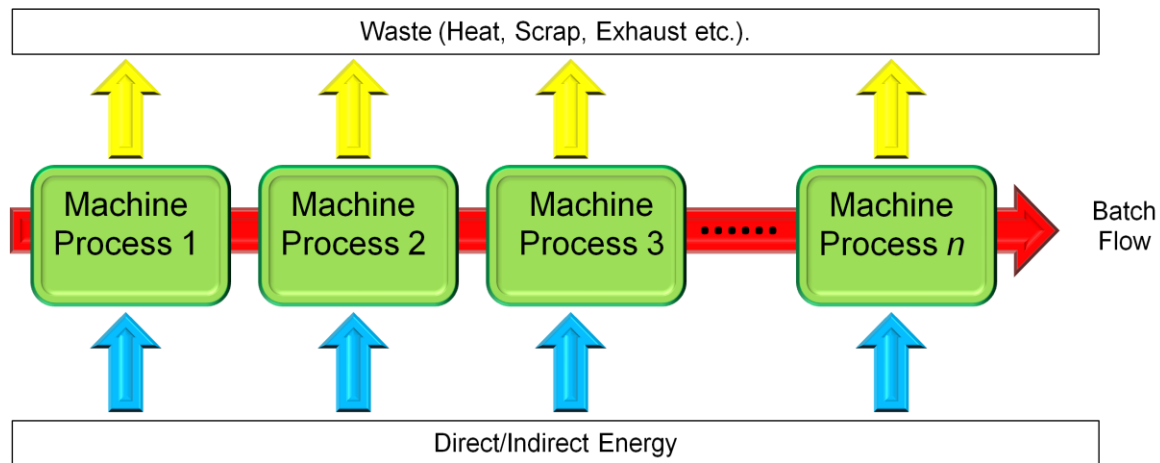 Waste (Heat, Scrap, Exhaust etc.).
Machine
Process 1
Machine
Process 2
Machine
Process 3
......
Machine
Process n
Batch
Flow
Direct/Indirect Energy